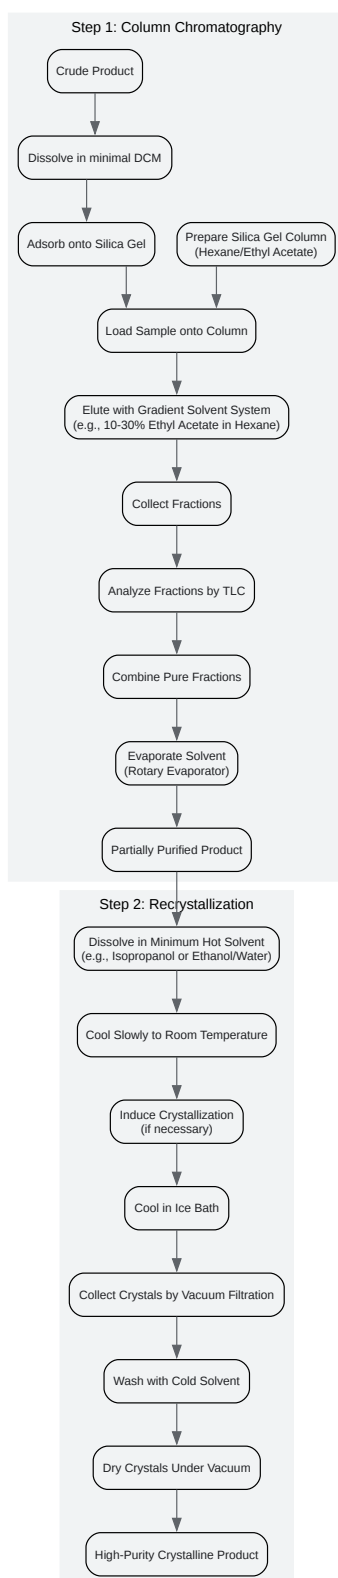 Step 1: Column Chromatography
Crude Product
Dissolve in minimal DCM
Adsorb onto Silica Gel
Prepare Silica Gel Column
(Hexane/Ethyl Acetate)
Load Sample onto Column
Elute with Gradient Solvent System
(e.g., 10-30% Ethyl Acetate in Hexane)
Collect Fractions
Analyze Fractions by TLC
Combine Pure Fractions
Evaporate Solvent
(Rotary Evaporator)
Partially Purified Product
Step 2: Recrystallization
Dissolve in Minimum Hot Solvent
(e.g., Isopropanol or Ethanol/Water)
Cool Slowly to Room Temperature
Induce Crystallization
(if necessary)
Cool in Ice Bath
Collect Crystals by Vacuum Filtration
Wash with Cold Solvent
Dry Crystals Under Vacuum
High-Purity Crystalline Product